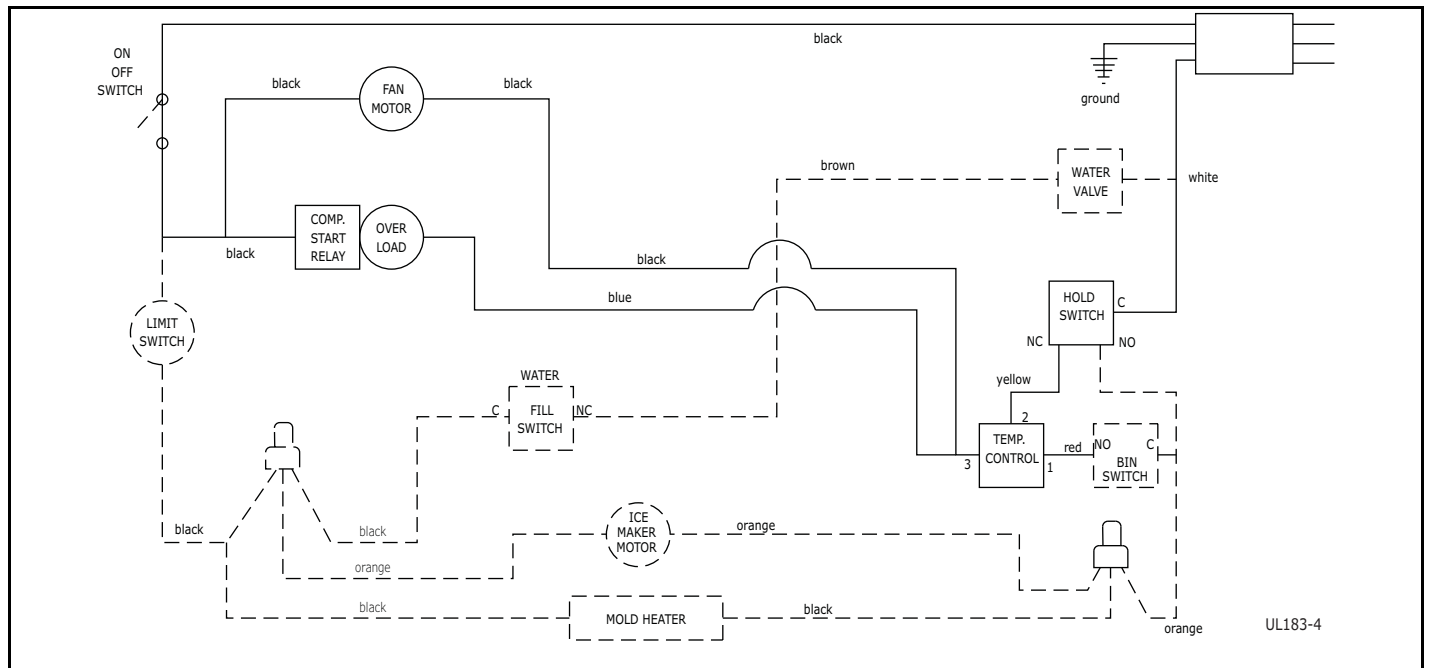 black
ON
OFF
SWITCH
black
FAN
MOTOR
black
ground
brown
WATER
VALVE
white
COMP.
START
RELAY
OVER
LOAD
black
black
blue
HOLD
SWITCH
C
NC
NO
LIMIT
SWITCH
yellow
WATER
C
FILL
SWITCH
NC
2
TEMP.
CONTROL
3
1
red
NO
C
BIN
SWITCH
black
black
ICE
MAKER
MOTOR
orange
orange
black
MOLD HEATER
black
orange
UL183-4